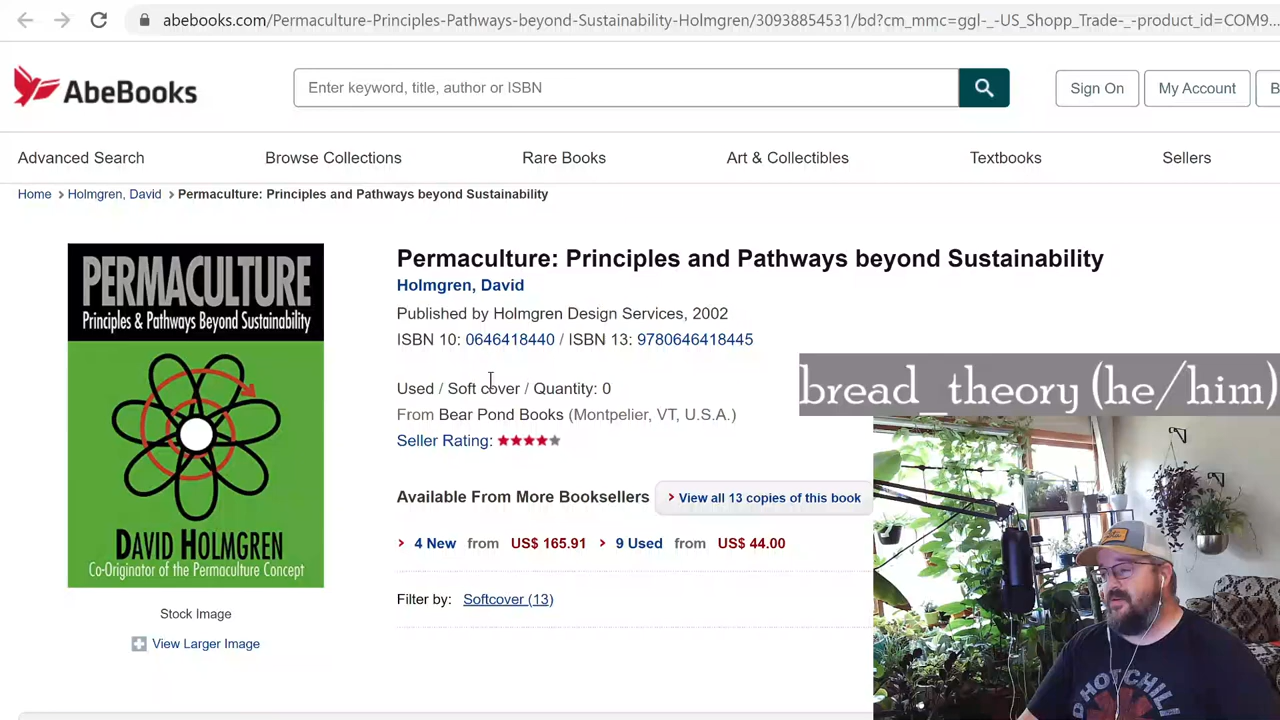 abebooks.com/Permaculture-Principles-Pathways-beyond-Sustainability-Holmgren/30938854531/bd?cm_mmc=ggl-_-US_Shopp_Trade-_-product_id=COM9...
AbeBooks
Enter keyword, title, author or ISBN
Sign On
My Account
B
Advanced Search
Browse Collections
Rare Books
Art & Collectibles
Textbooks
Sellers
Home > Holmgren, David > Permaculture: Principles and Pathways beyond Sustainability
PERMACULTURE
Principles & Pathways Beyond Sustainability
DAVID HOLMGREN
Co-Originator of the Permaculture Concept
Stock Image
View Larger Image
Permaculture: Principles and Pathways beyond Sustainability
Holmgren, David
Published by Holmgren Design Services, 2002
ISBN 10: 0646418440 / ISBN 13: 9780646418445
Used / Soft cover / Quantity: 0
From Bear Pond Books (Montpelier, VT, U.S.A.)
Seller Rating:
Available From More Booksellers
View all 13 copies of this book
4 New from US$ 165.91
9 Used from US$ 44.00
Filter by: Softcover (13)
bread_theory (he/him)
D HOT CHILI